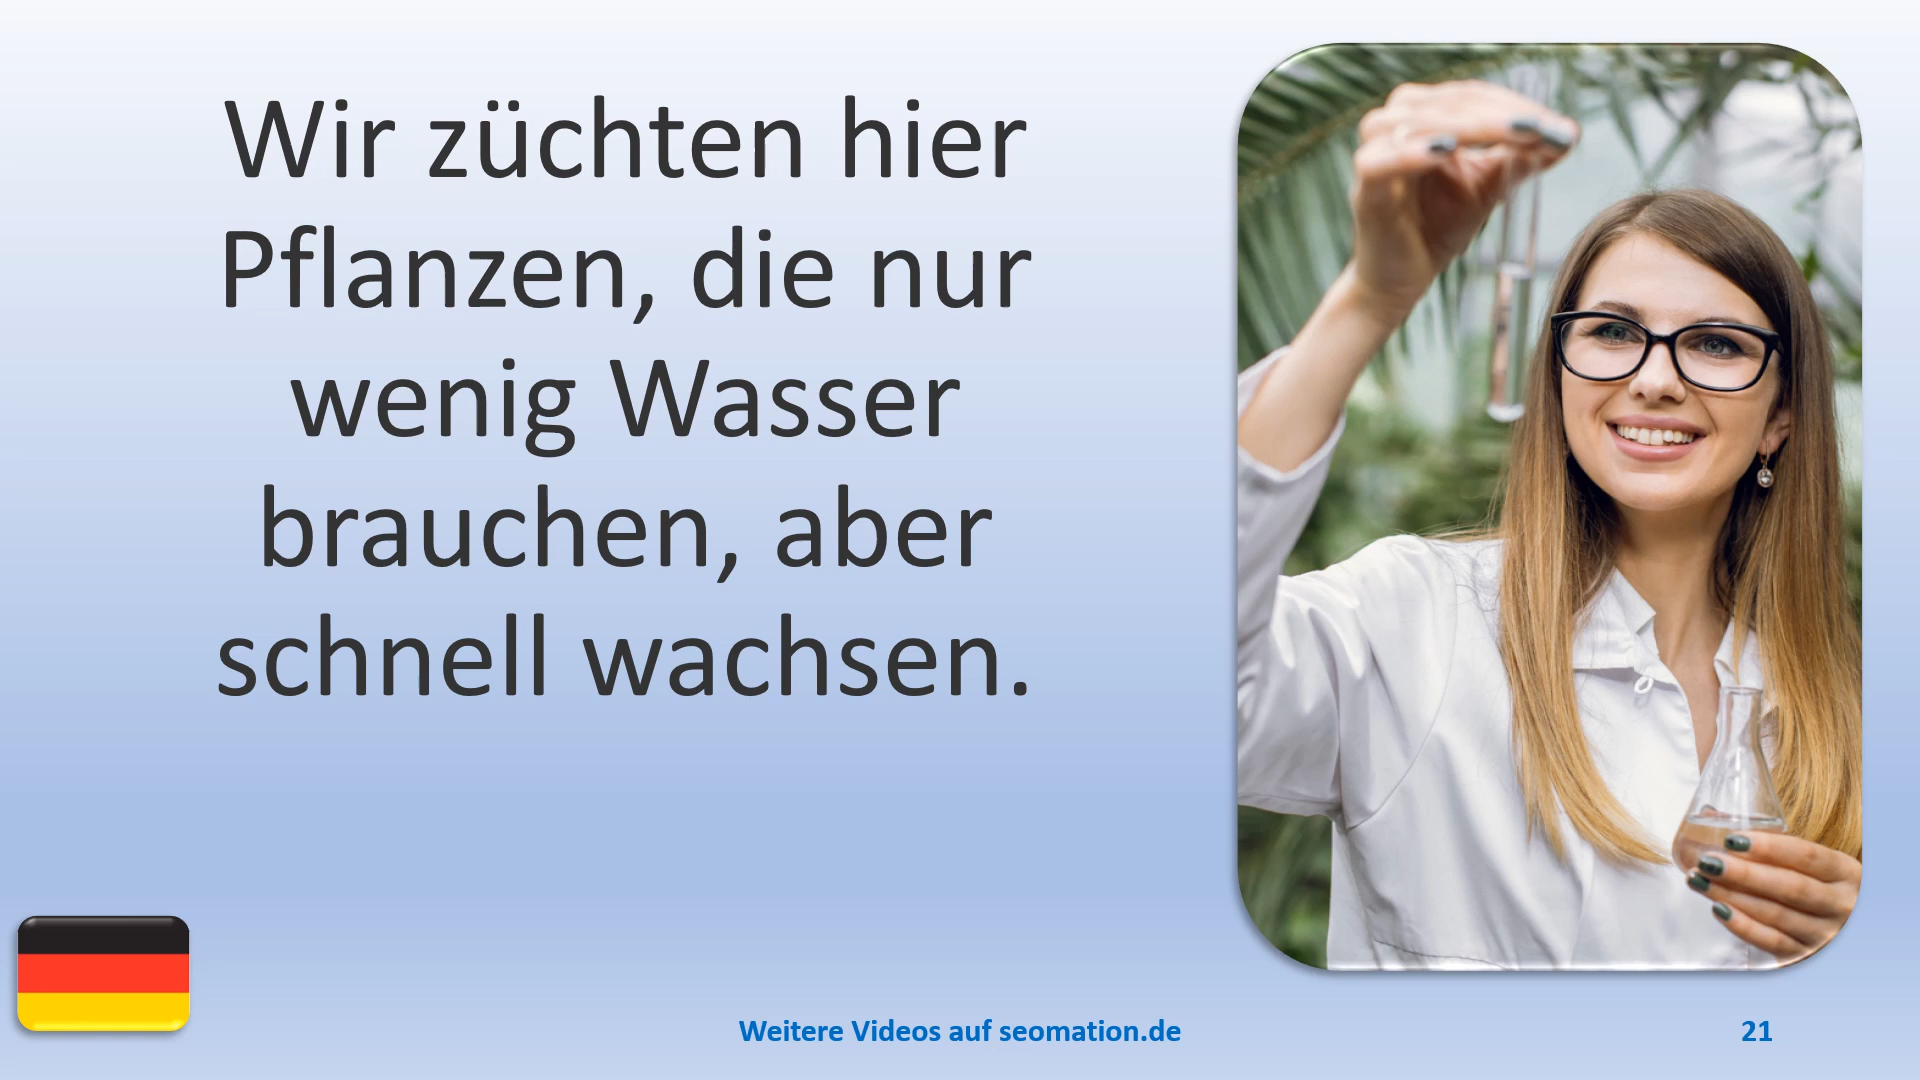 Wir züchten hier
Pflanzen, die nur
wenig Wasser
brauchen, aber
schnell wachsen.
Weitere Videos auf seomation.de
21